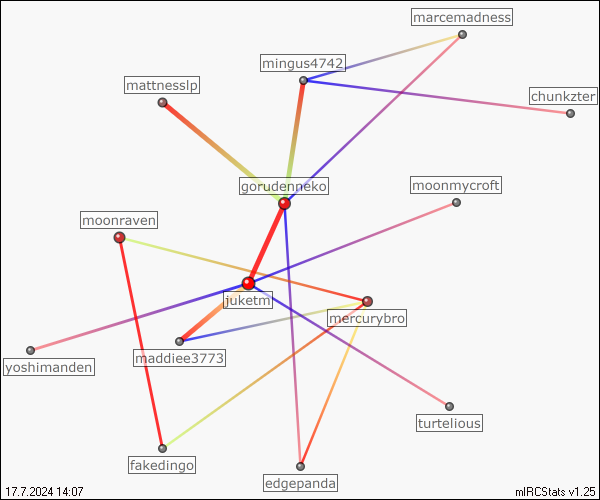 marcemadness
mingus4742
mattnesslp
chunkzter
gorudenneko
moonmycroft
moonraven
juketm
mercurybro
maddiee3773
yoshimanden
turtelious
fakedingo
edgepanda
17.7.2024 14:07
mIRCStats v1.25